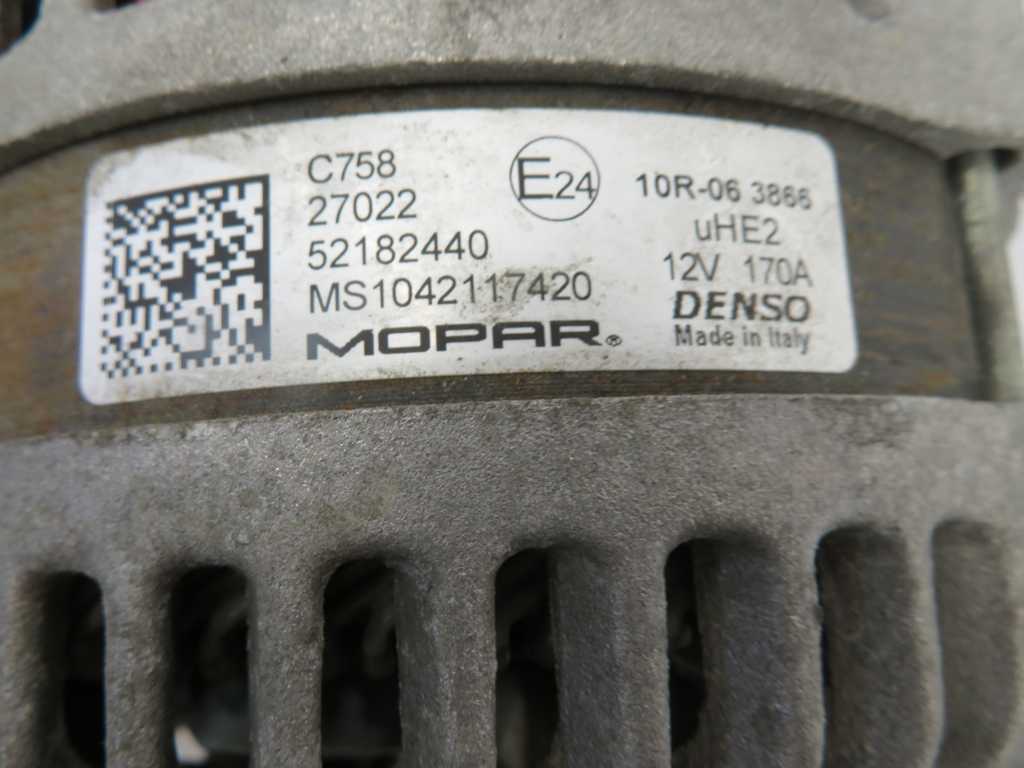 C758
27022
52182440
MS1042117420
MOPAR®
E24
10R-06 3866
uHE2
12V 170A
DENSO
Made in Italy